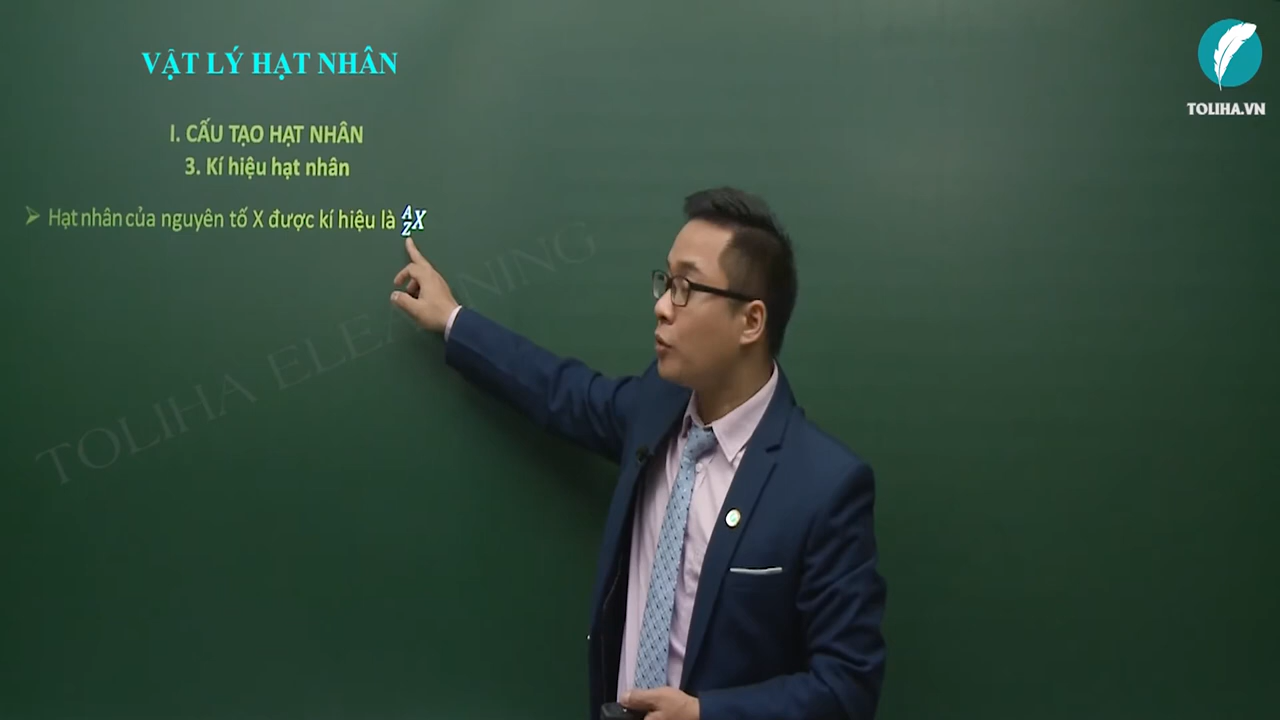 VẬT LÝ HẠT NHÂN
TOLIHA.VN
I. CẤU TẠO HẠT NHÂN
3. Kí hiệu hạt nhân
➢ Hạt nhân của nguyên tố X được kí hiệu là ᴬ_Z X
TOLIHA ELEARNING